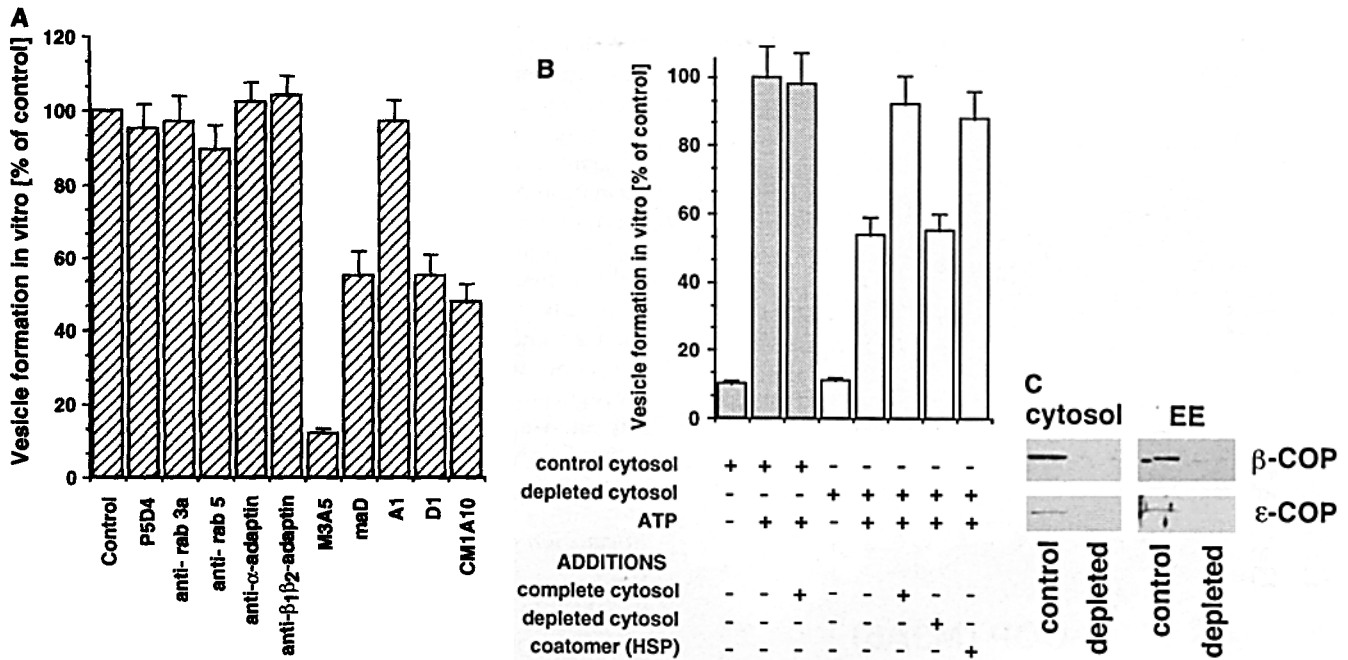 A
Vesicle formation in vitro [% of control]
120
100
80
60
40
20
0
Control
P5D4
anti- rab 3a
anti- rab 5
anti-α-adaptin
anti-β1β2-adaptin
M3A5
maD
A1
D1
CM1A10
B
Vesicle formation in vitro [% of control]
100
80
60
40
20
0
control cytosol + + + - - - - -
depleted cytosol - - - + + + + +
ATP - + + - + + + +
ADDITIONS
complete cytosol - - + - - + - -
depleted cytosol - - - - - - + -
coatomer (HSP) - - - - - - - +
C
cytosol EE
β-COP
ε-COP
control
depleted
control
depleted